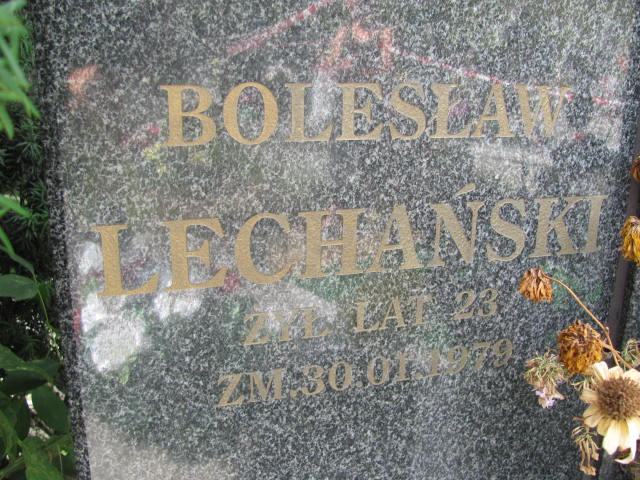 BOLESŁAW
LECHAŃSKI
ŻYŁ LAT 23
ZM.30.01.1979